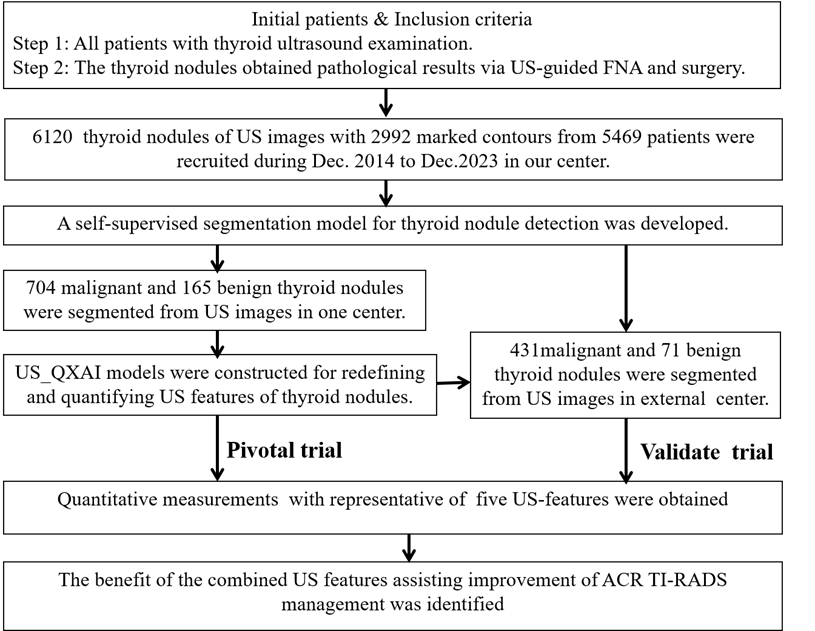 Initial patients & Inclusion criteria
Step 1: All patients with thyroid ultrasound examination.
Step 2: The thyroid nodules obtained pathological results via US-guided FNA and surgery.
6120 thyroid nodules of US images with 2992 marked contours from 5469 patients were
recruited during Dec. 2014 to Dec.2023 in our center.
A self-supervised segmentation model for thyroid nodule detection was developed.
704 malignant and 165 benign thyroid nodules
were segmented from US images in one center.
US_QXAI models were constructed for redefining
and quantifying US features of thyroid nodules.
431malignant and 71 benign
thyroid nodules were segmented
from US images in external center.
Pivotal trial
Validate trial
Quantitative measurements with representative of five US-features were obtained
The benefit of the combined US features assisting improvement of ACR TI-RADS
management was identified